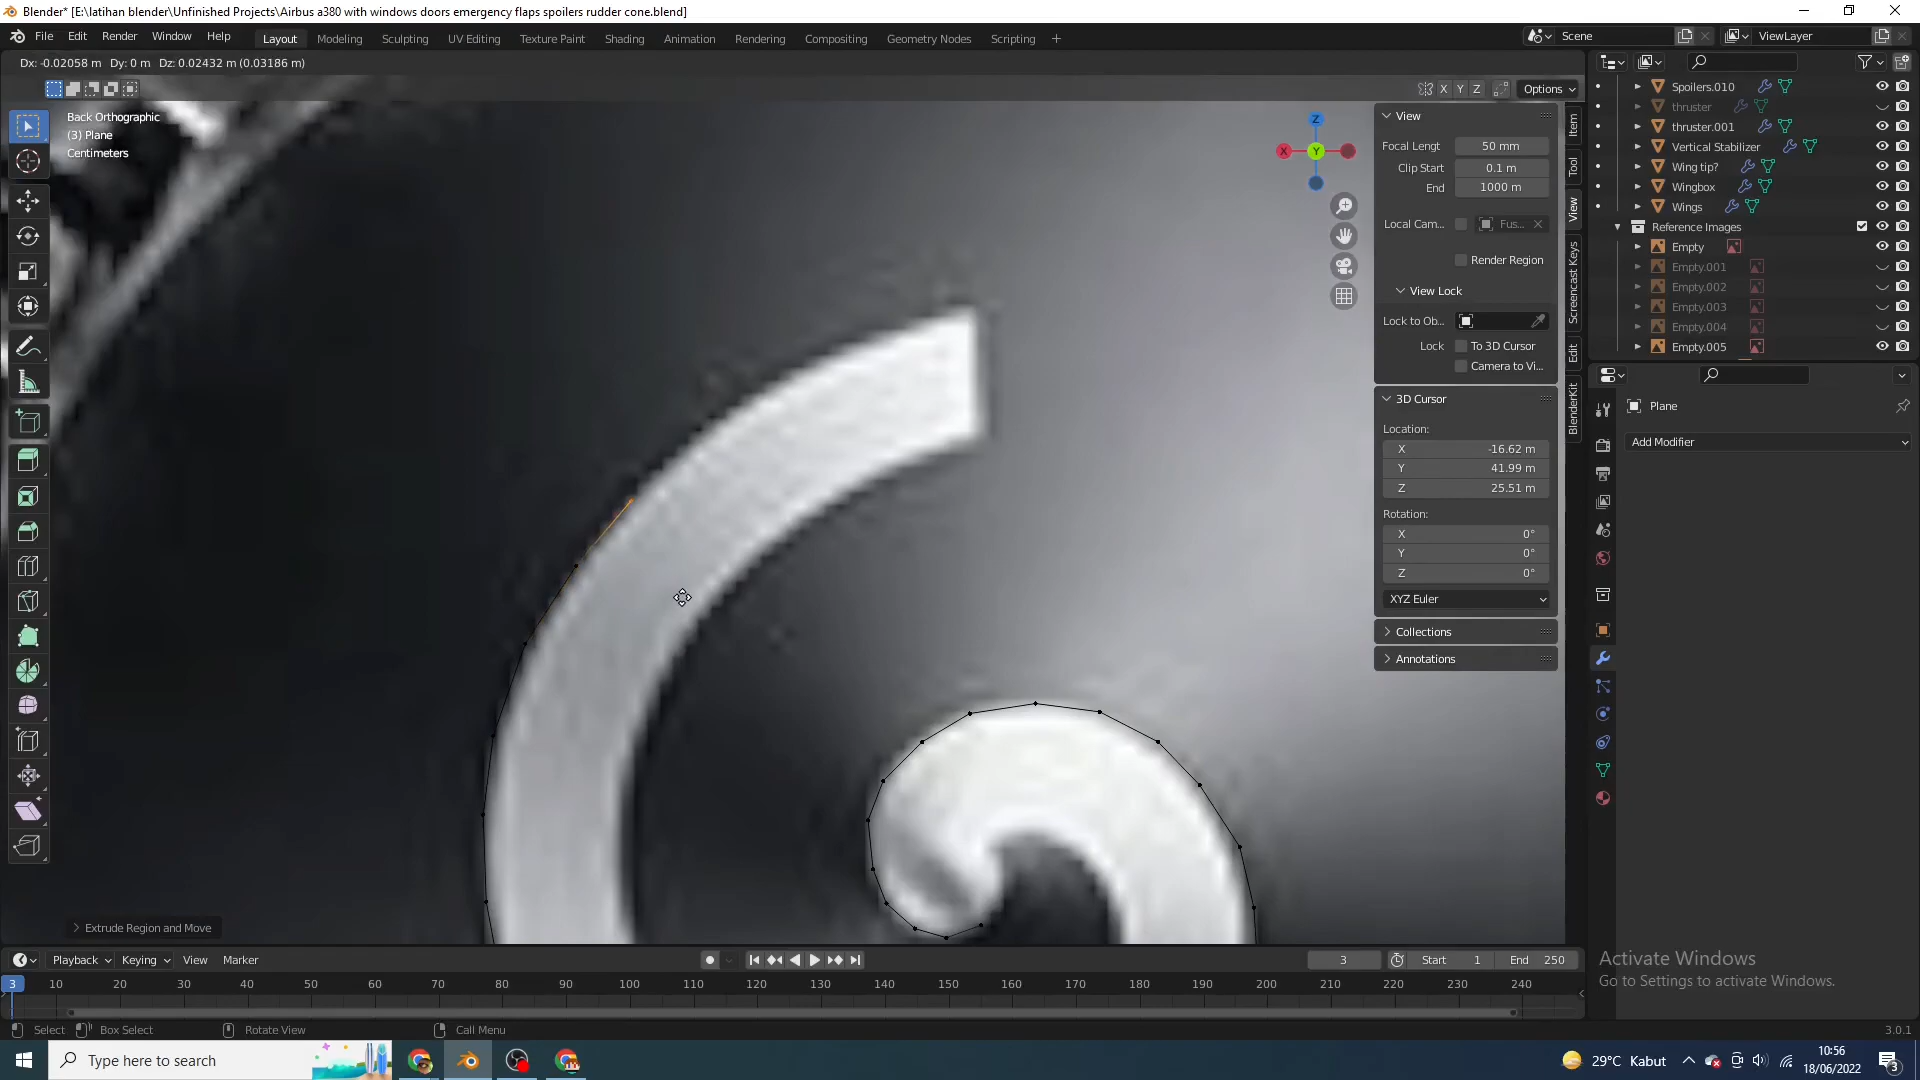 Blender* [E:\latihan blender\Unfinished Projects\Airbus a380 with windows doors emergency flaps spoilers rudder cone.blend]
File Edit Render Window Help
Layout Modeling Sculpting UV Editing Texture Paint Shading Animation Rendering Compositing Geometry Nodes Scripting +
Scene
ViewLayer
Dx: -0.02058 m Dy: 0 m Dz: 0.02432 m (0.03186 m)
X Y Z
Options
Back Orthographic
(3) Plane
Centimeters
Z
X
Y
View
Focal Lengt 50 mm
Clip Start 0.1 m
End 1000 m
Local Cam... Fus...
Render Region
View Lock
Lock to Ob...
Lock To 3D Cursor
Camera to Vi...
3D Cursor
Location:
X -16.62 m
Y 41.99 m
Z 25.51 m
Rotation:
X 0°
Y 0°
Z 0°
XYZ Euler
Collections
Annotations
Item
Tool
View
Screencast Keys
Edit
BlenderKit
Spoilers.010
thruster
thruster.001
Vertical Stabilizer
Wing tip?
Wingbox
Wings
Reference Images
Empty
Empty.001
Empty.002
Empty.003
Empty.004
Empty.005
Plane
Add Modifier
Extrude Region and Move
Activate Windows
Go to Settings to activate Windows.
Playback Keying View Marker
3 Start 1 End 250
3 10 20 30 40 50 60 70 80 90 100 110 120 130 140 150 160 170 180 190 200 210 220 230 240
Select Box Select Rotate View Call Menu
3.0.1
Type here to search
29°C Kabut
10:56
18/06/2022
3